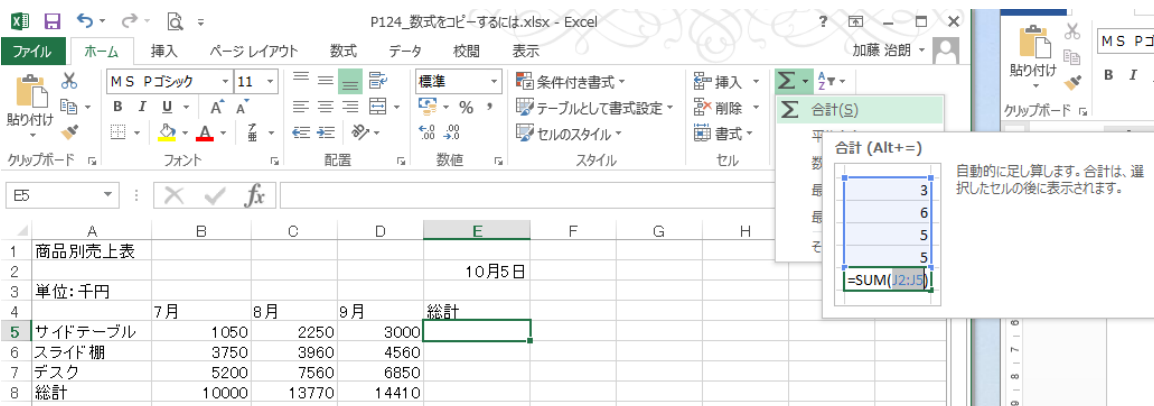 P124_数式をコピーするには.xlsx - Excel
ファイル ホーム 挿入 ページ レイアウト 数式 データ 校閲 表示 加藤 治朗
貼り付け
クリップボード
ＭＳ Ｐゴシック 11
B I U A A
フォント
配置
標準
% ,
数値
条件付き書式
テーブルとして書式設定
セルのスタイル
スタイル
挿入
削除
書式
セル
Σ
Σ 合計(S)
合計 (Alt+=)
自動的に足し算します。合計は、選
択したセルの後に表示されます。
3
6
5
5
=SUM(J2:J5)
貼り付け
ＭＳ Ｐゴ
B I
クリップボード
E5 fx
A B C D E F G H
1 商品別売上表
2 10月5日
3 単位：千円
4 7月 8月 9月 総計
5 サイドテーブル 1050 2250 3000
6 スライド棚 3750 3960 4560
7 デスク 5200 7560 6850
8 総計 10000 13770 14410